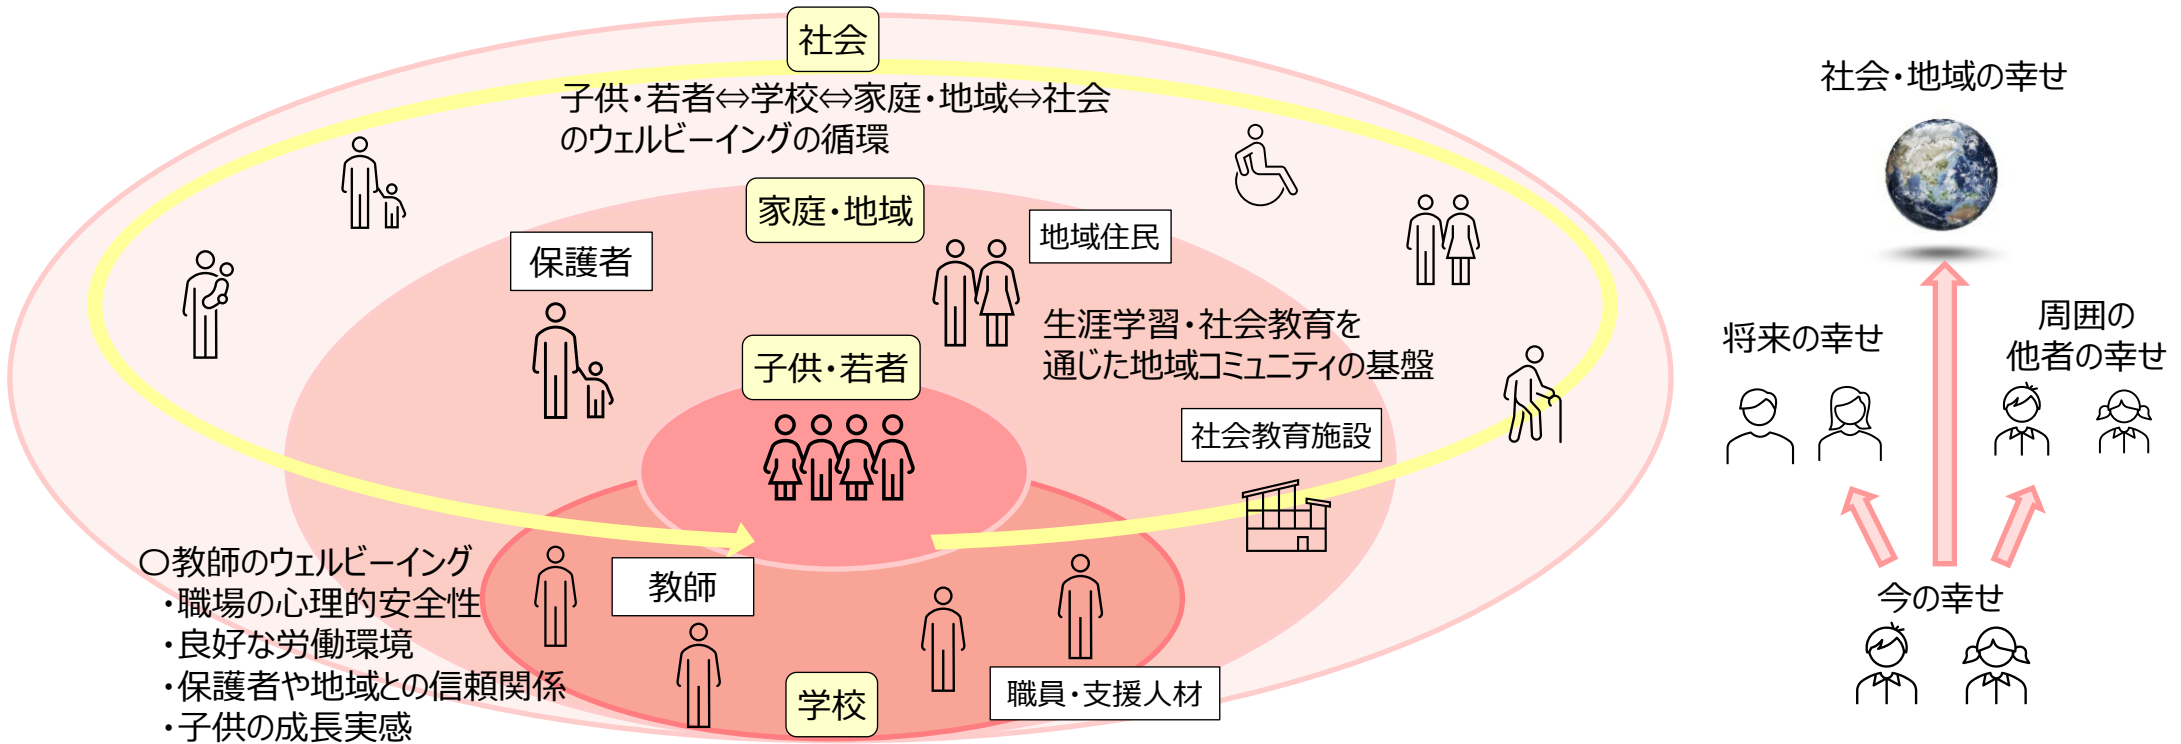 社会
子供・若者⇔学校⇔家庭・地域⇔社会
のウェルビーイングの循環
家庭・地域
地域住民
保護者
生涯学習・社会教育を
通じた地域コミュニティの基盤
子供・若者
社会教育施設
〇教師のウェルビーイング
・職場の心理的安全性
・良好な労働環境
・保護者や地域との信頼関係
・子供の成長実感
教師
職員・支援人材
学校
社会・地域の幸せ
将来の幸せ
周囲の
他者の幸せ
今の幸せ